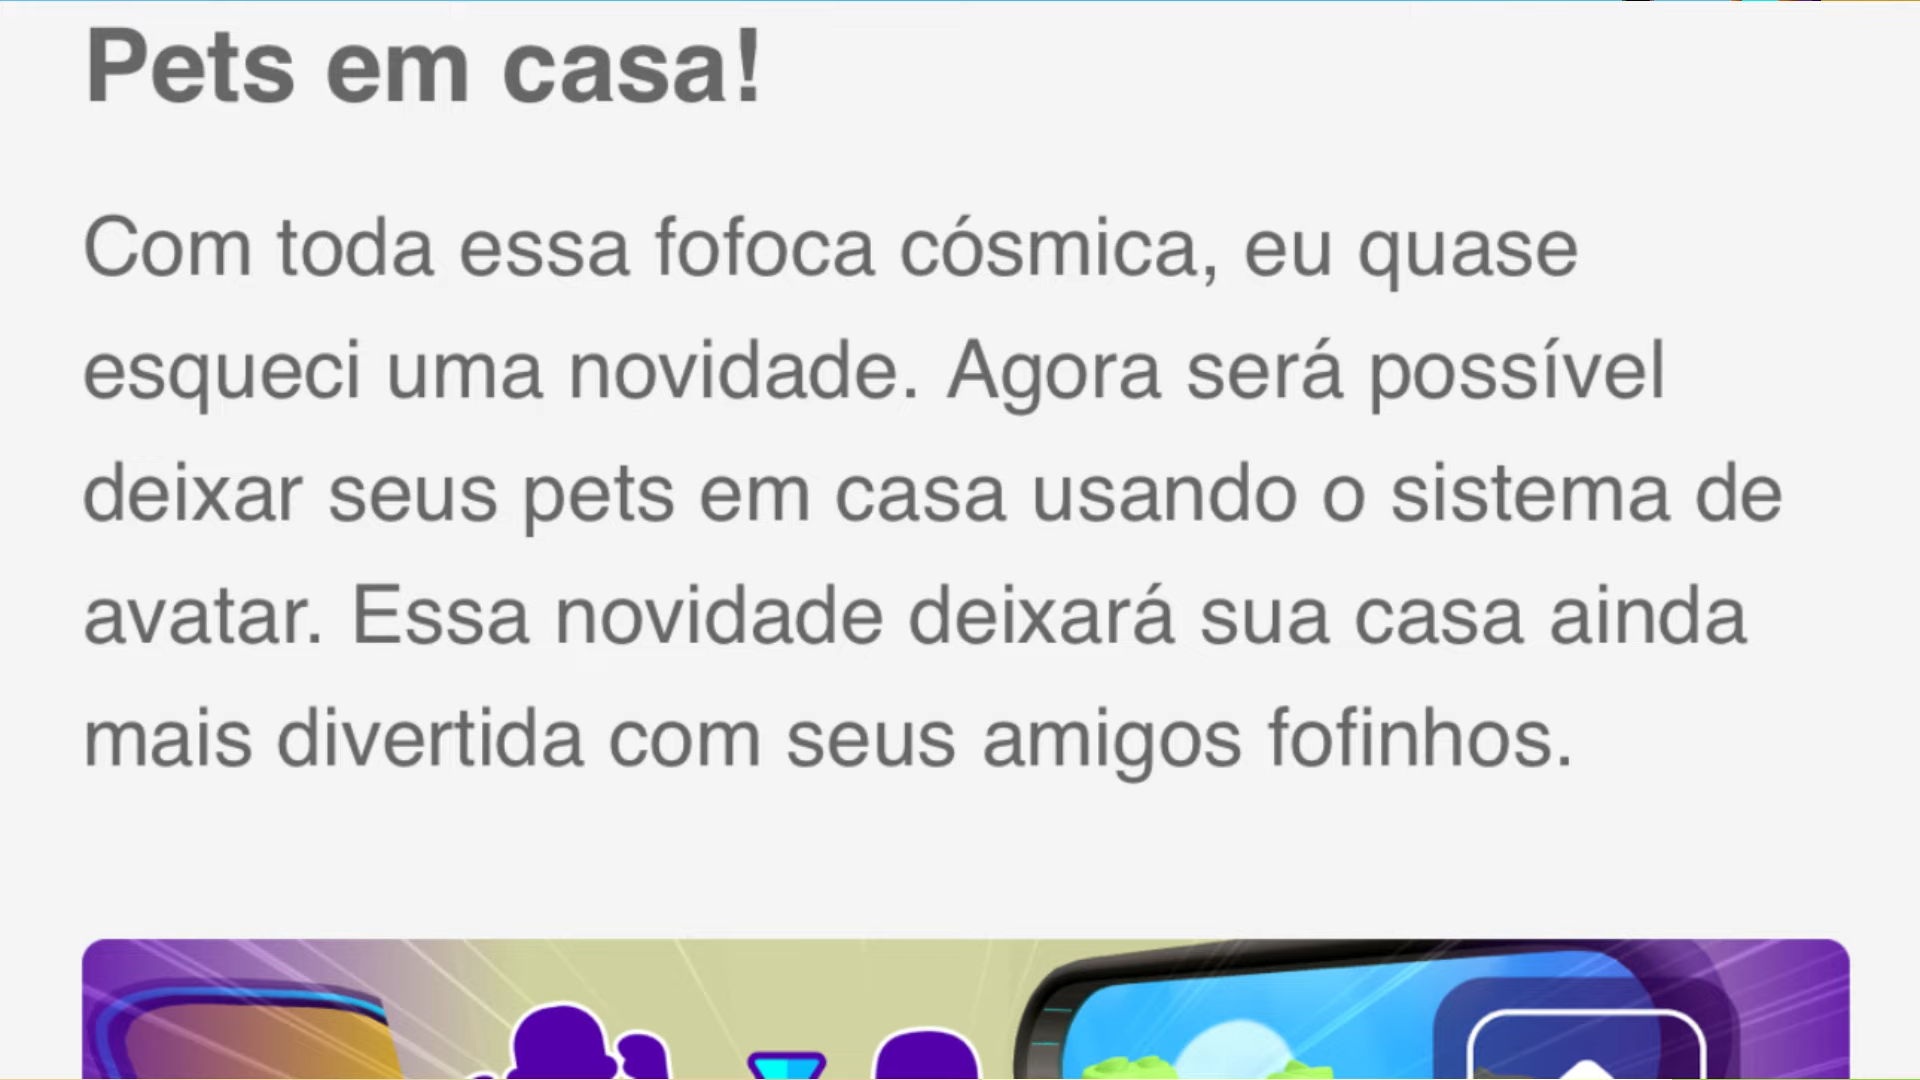 Pets em casa!
Com toda essa fofoca cósmica, eu quase
esqueci uma novidade. Agora será possível
deixar seus pets em casa usando o sistema de
avatar. Essa novidade deixará sua casa ainda
mais divertida com seus amigos fofinhos.